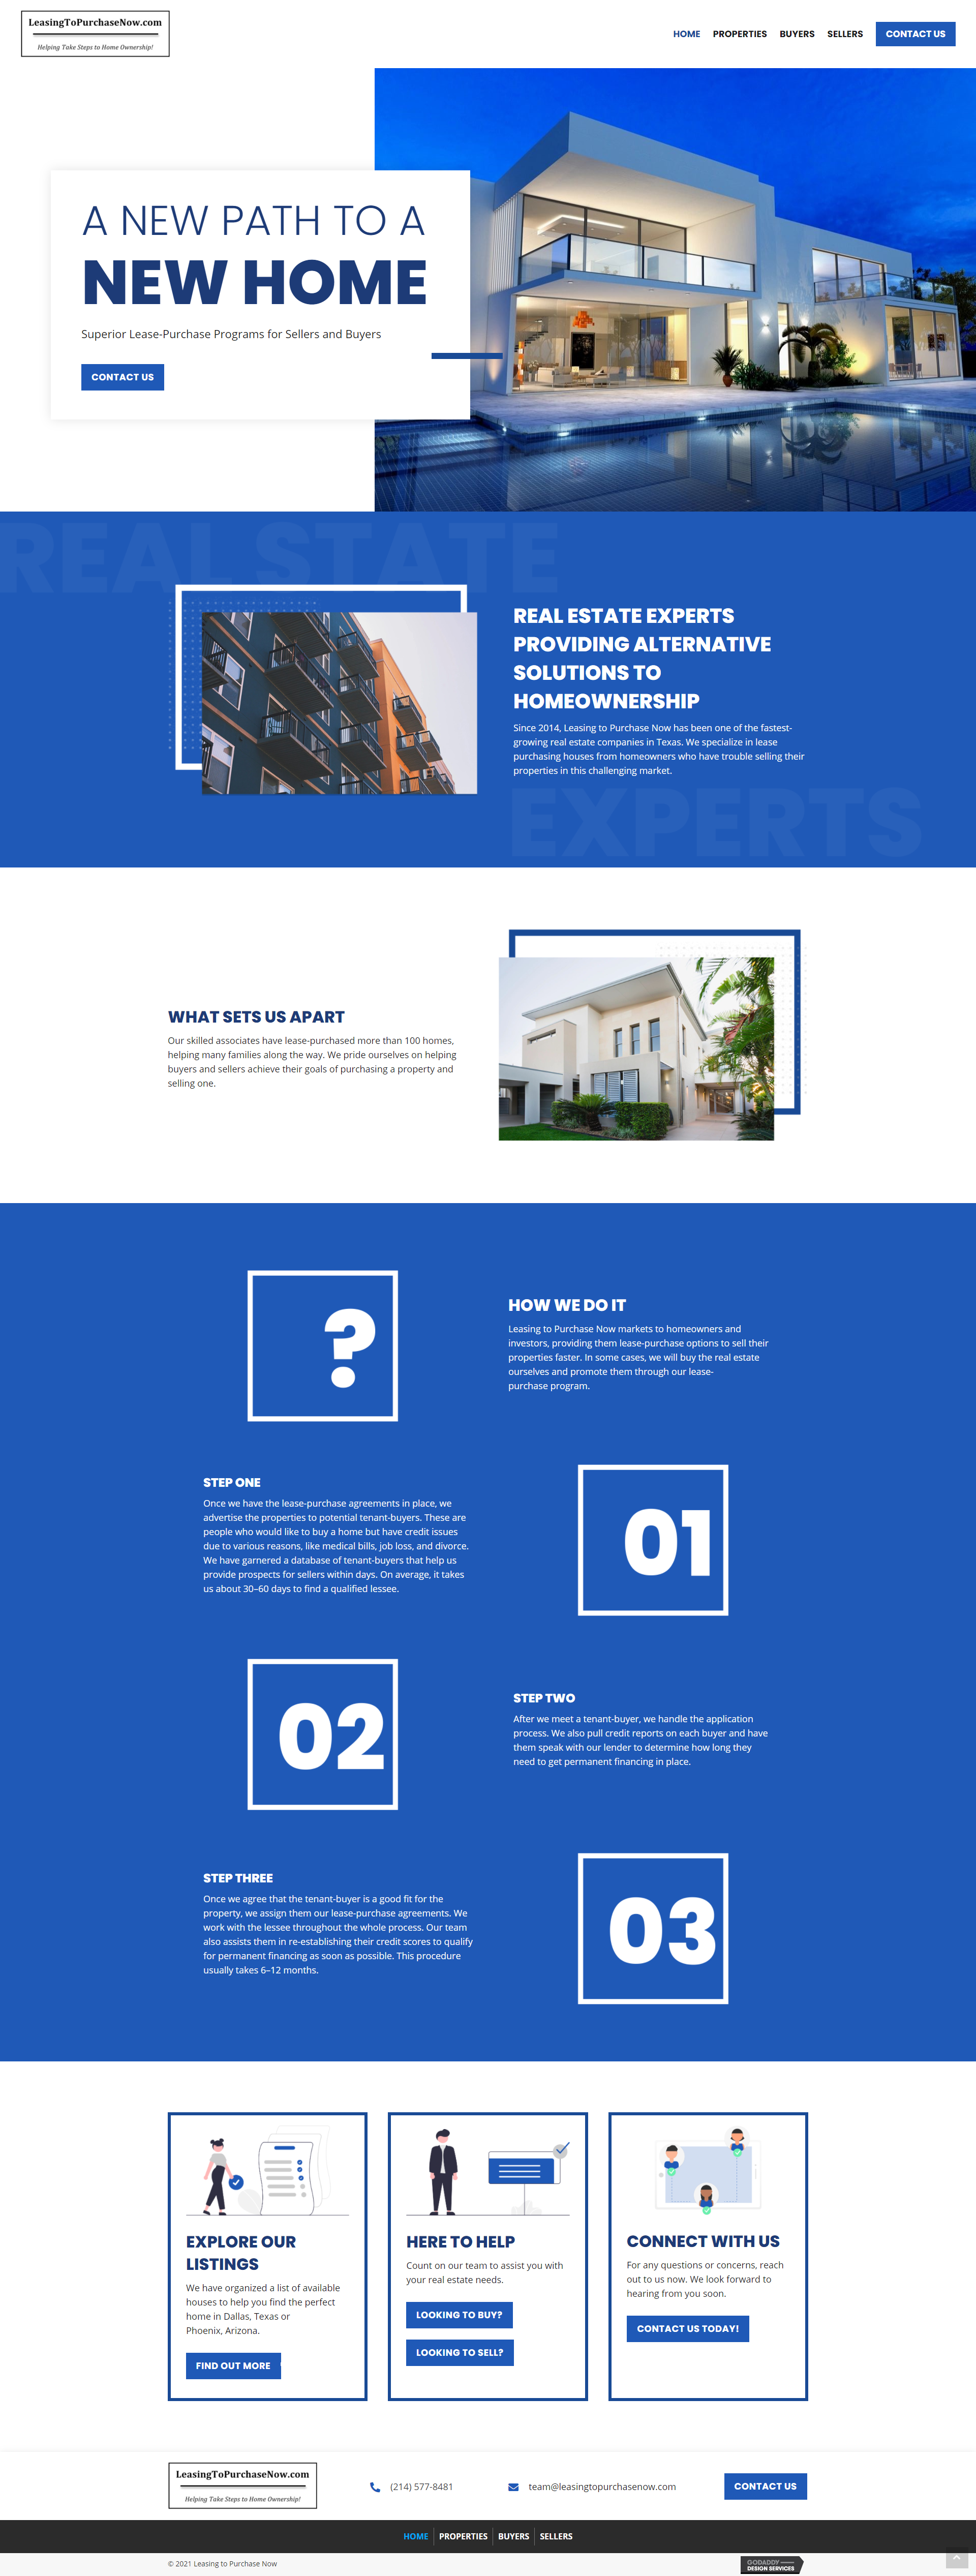 LeasingToPurchaseNow.com
Helping Take Steps to Home Ownership!
HOME PROPERTIES BUYERS SELLERS CONTACT US
A NEW PATH TO A
NEW HOME
Superior Lease-Purchase Programs for Sellers and Buyers
CONTACT US
REAL STATE
REAL ESTATE EXPERTS
PROVIDING ALTERNATIVE
SOLUTIONS TO
HOMEOWNERSHIP
Since 2014, Leasing to Purchase Now has been one of the fastest-
growing real estate companies in Texas. We specialize in lease
purchasing houses from homeowners who have trouble selling their
properties in this challenging market.
EXPERTS
WHAT SETS US APART
Our skilled associates have lease-purchased more than 100 homes,
helping many families along the way. We pride ourselves on helping
buyers and sellers achieve their goals of purchasing a property and
selling one.
?
HOW WE DO IT
Leasing to Purchase Now markets to homeowners and
investors, providing them lease-purchase options to sell their
properties faster. In some cases, we will buy the real estate
ourselves and promote them through our lease-
purchase program.
STEP ONE
Once we have the lease-purchase agreements in place, we
advertise the properties to potential tenant-buyers. These are
people who would like to buy a home but have credit issues
due to various reasons, like medical bills, job loss, and divorce.
We have garnered a database of tenant-buyers that help us
provide prospects for sellers within days. On average, it takes
us about 30–60 days to find a qualified lessee.
01
02
STEP TWO
After we meet a tenant-buyer, we handle the application
process. We also pull credit reports on each buyer and have
them speak with our lender to determine how long they
need to get permanent financing in place.
STEP THREE
Once we agree that the tenant-buyer is a good fit for the
property, we assign them our lease-purchase agreements. We
work with the lessee throughout the whole process. Our team
also assists them in re-establishing their credit scores to qualify
for permanent financing as soon as possible. This procedure
usually takes 6–12 months.
03
EXPLORE OUR
LISTINGS
We have organized a list of available
houses to help you find the perfect
home in Dallas, Texas or
Phoenix, Arizona.
FIND OUT MORE
HERE TO HELP
Count on our team to assist you with
your real estate needs.
LOOKING TO BUY?
LOOKING TO SELL?
CONNECT WITH US
For any questions or concerns, reach
out to us now. We look forward to
hearing from you soon.
CONTACT US TODAY!
LeasingToPurchaseNow.com
Helping Take Steps to Home Ownership!
(214) 577-8481
team@leasingtopurchasenow.com
CONTACT US
HOME PROPERTIES BUYERS SELLERS
© 2021 Leasing to Purchase Now
GODADDY
DESIGN SERVICES